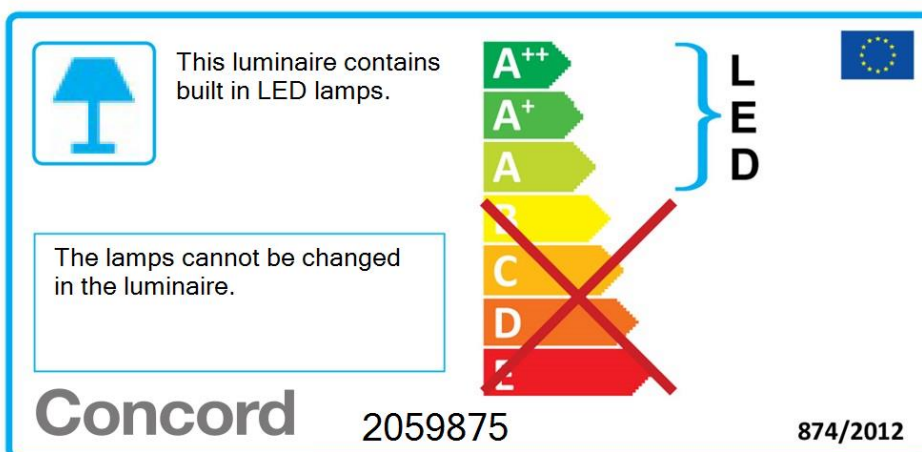 This luminaire contains
built in LED lamps.
A++
A+
A
B
C
D
E
L
E
D
The lamps cannot be changed
in the luminaire.
Concord
2059875
874/2012